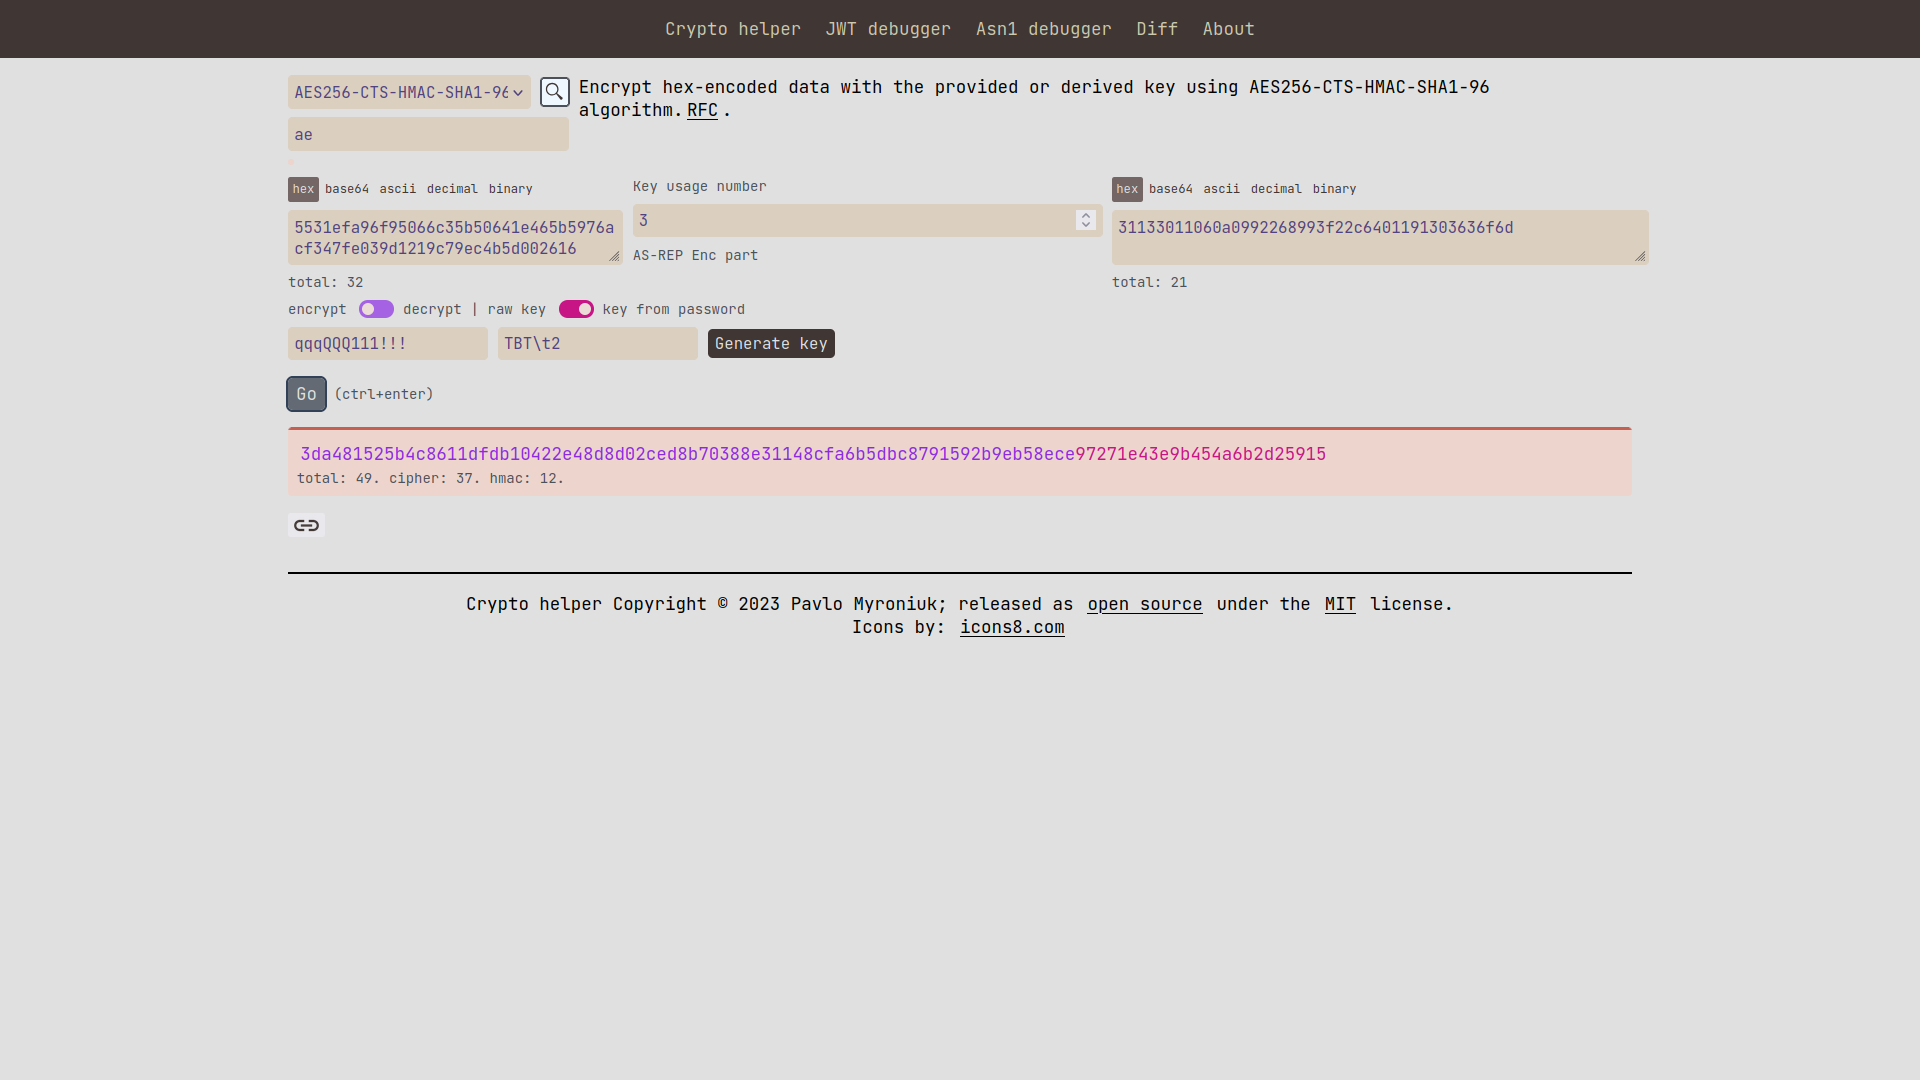 Crypto helper JWT debugger Asn1 debugger Diff About
AES256-CTS-HMAC-SHA1-96
Encrypt hex-encoded data with the provided or derived key using AES256-CTS-HMAC-SHA1-96
algorithm. RFC .
ae
hex base64 ascii decimal binary
Key usage number
hex base64 ascii decimal binary
5531efa96f95066c35b50641e465b5976a
cf347fe039d1219c79ec4b5d002616
3
31133011060a0992268993f22c6401191303636f6d
AS-REP Enc part
total: 32
total: 21
encrypt decrypt | raw key key from password
qqqQQQ111!!! TBT\t2 Generate key
Go (ctrl+enter)
3da481525b4c8611dfdb10422e48d8d02ced8b70388e31148cfa6b5dbc8791592b9eb58ece97271e43e9b454a6b2d25915
total: 49. cipher: 37. hmac: 12.
Crypto helper Copyright © 2023 Pavlo Myroniuk; released as open source under the MIT license.
Icons by: icons8.com